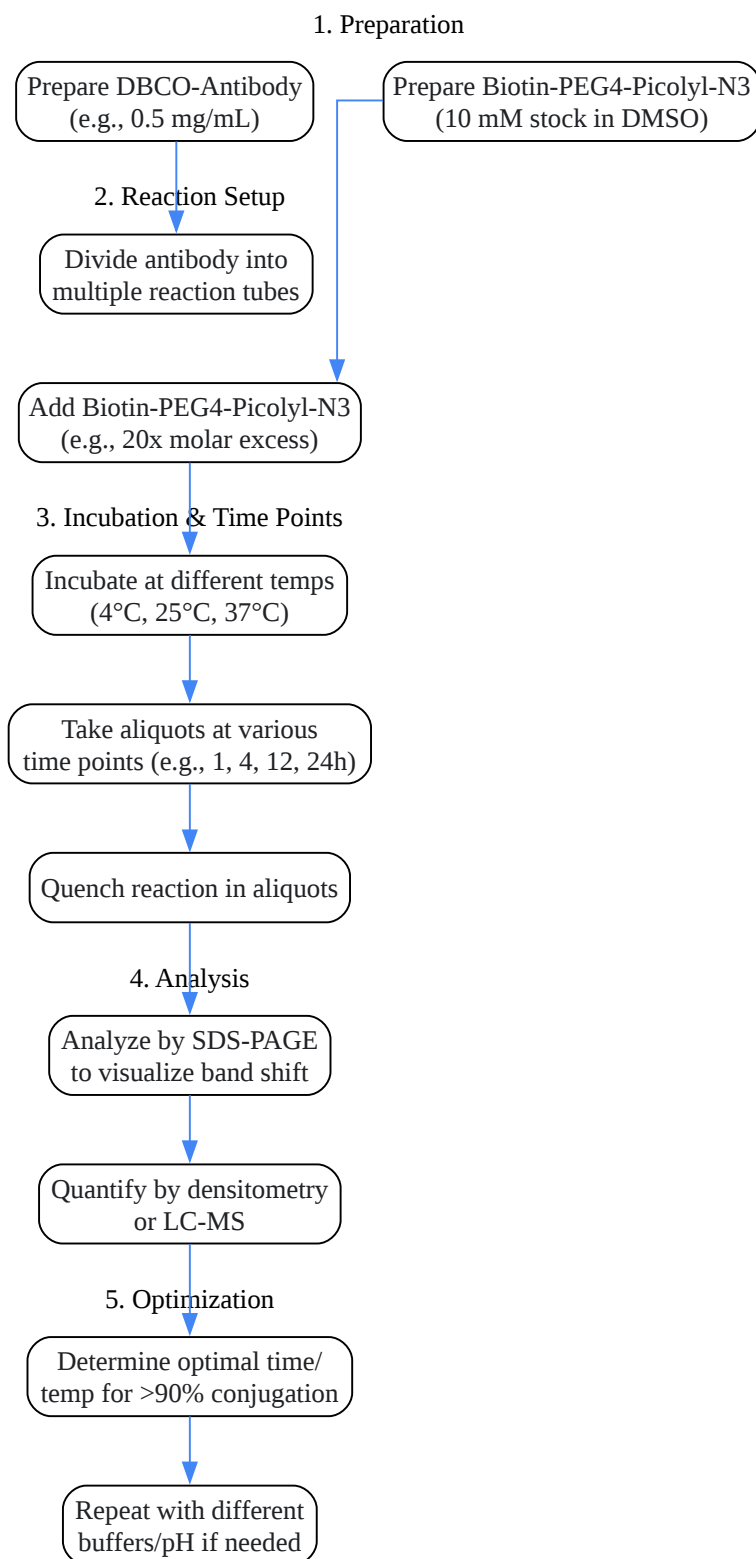 1. Preparation
Prepare DBCO-Antibody
(e.g., 0.5 mg/mL)
Prepare Biotin-PEG4-Picolyl-N3
(10 mM stock in DMSO)
2. Reaction Setup
Divide antibody into
multiple reaction tubes
Add Biotin-PEG4-Picolyl-N3
(e.g., 20x molar excess)
3. Incubation & Time Points
Incubate at different temps
(4°C, 25°C, 37°C)
Take aliquots at various
time points (e.g., 1, 4, 12, 24h)
Quench reaction in aliquots
4. Analysis
Analyze by SDS-PAGE
to visualize band shift
Quantify by densitometry
or LC-MS
5. Optimization
Determine optimal time/
temp for >90% conjugation
Repeat with different
buffers/pH if needed